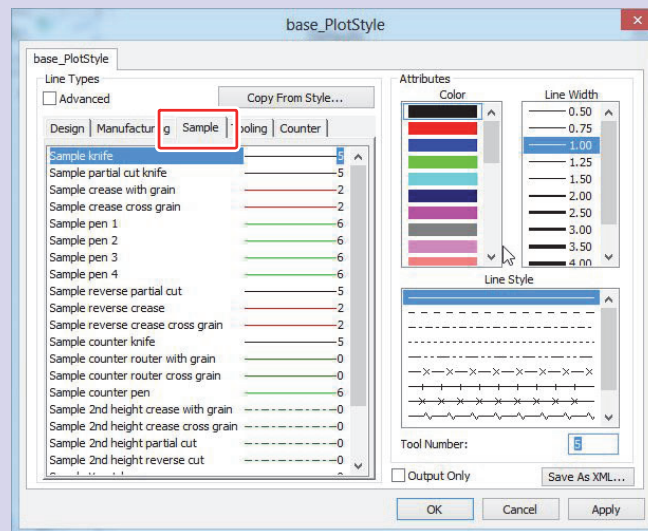 base_PlotStyle
base_PlotStyle
Line Types
Advanced
Copy From Style...
Design
Manufacturing
Sample
Tooling
Counter
Sample knife 5
Sample partial cut knife 5
Sample crease with grain 2
Sample crease cross grain 2
Sample pen 1 6
Sample pen 2 6
Sample pen 3 6
Sample pen 4 6
Sample reverse partial cut 5
Sample reverse crease 2
Sample reverse crease cross grain 2
Sample counter knife 5
Sample counter router with grain 0
Sample counter router cross grain 0
Sample counter pen 6
Sample 2nd height crease with grain 0
Sample 2nd height crease cross grain 0
Sample 2nd height partial cut 0
Sample 2nd height reverse cut 0
Attributes
Color
Line Width
0.50
0.75
1.00
1.25
1.50
2.00
2.50
3.00
3.50
4.00
Line Style
Tool Number: 5
Output Only
Save As XML...
OK
Cancel
Apply